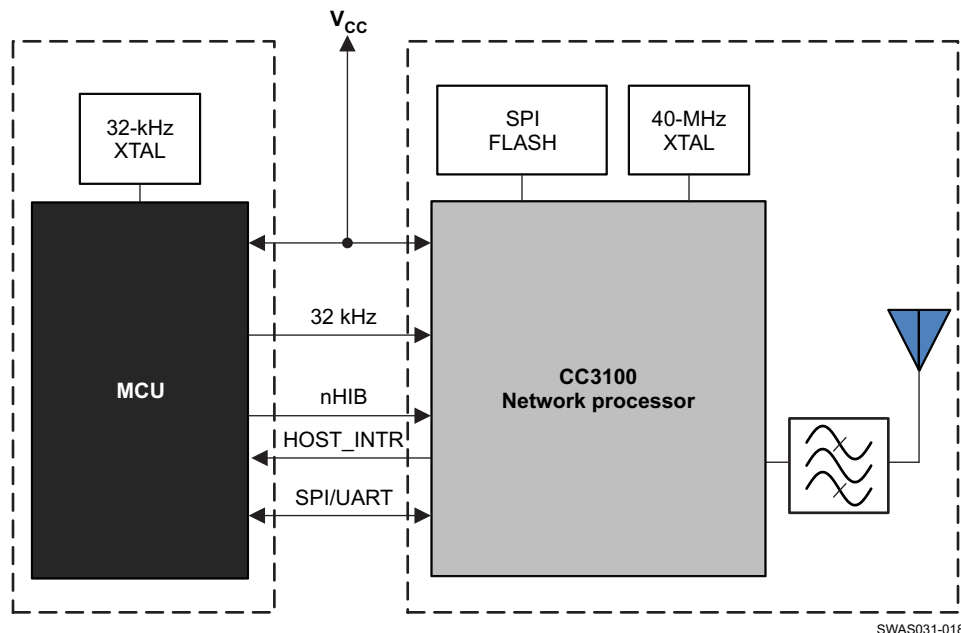 VCC
32-kHz
XTAL
SPI
FLASH
40-MHz
XTAL
32 kHz
MCU
nHIB
HOST_INTR
SPI/UART
CC3100
Network processor
SWAS031-018